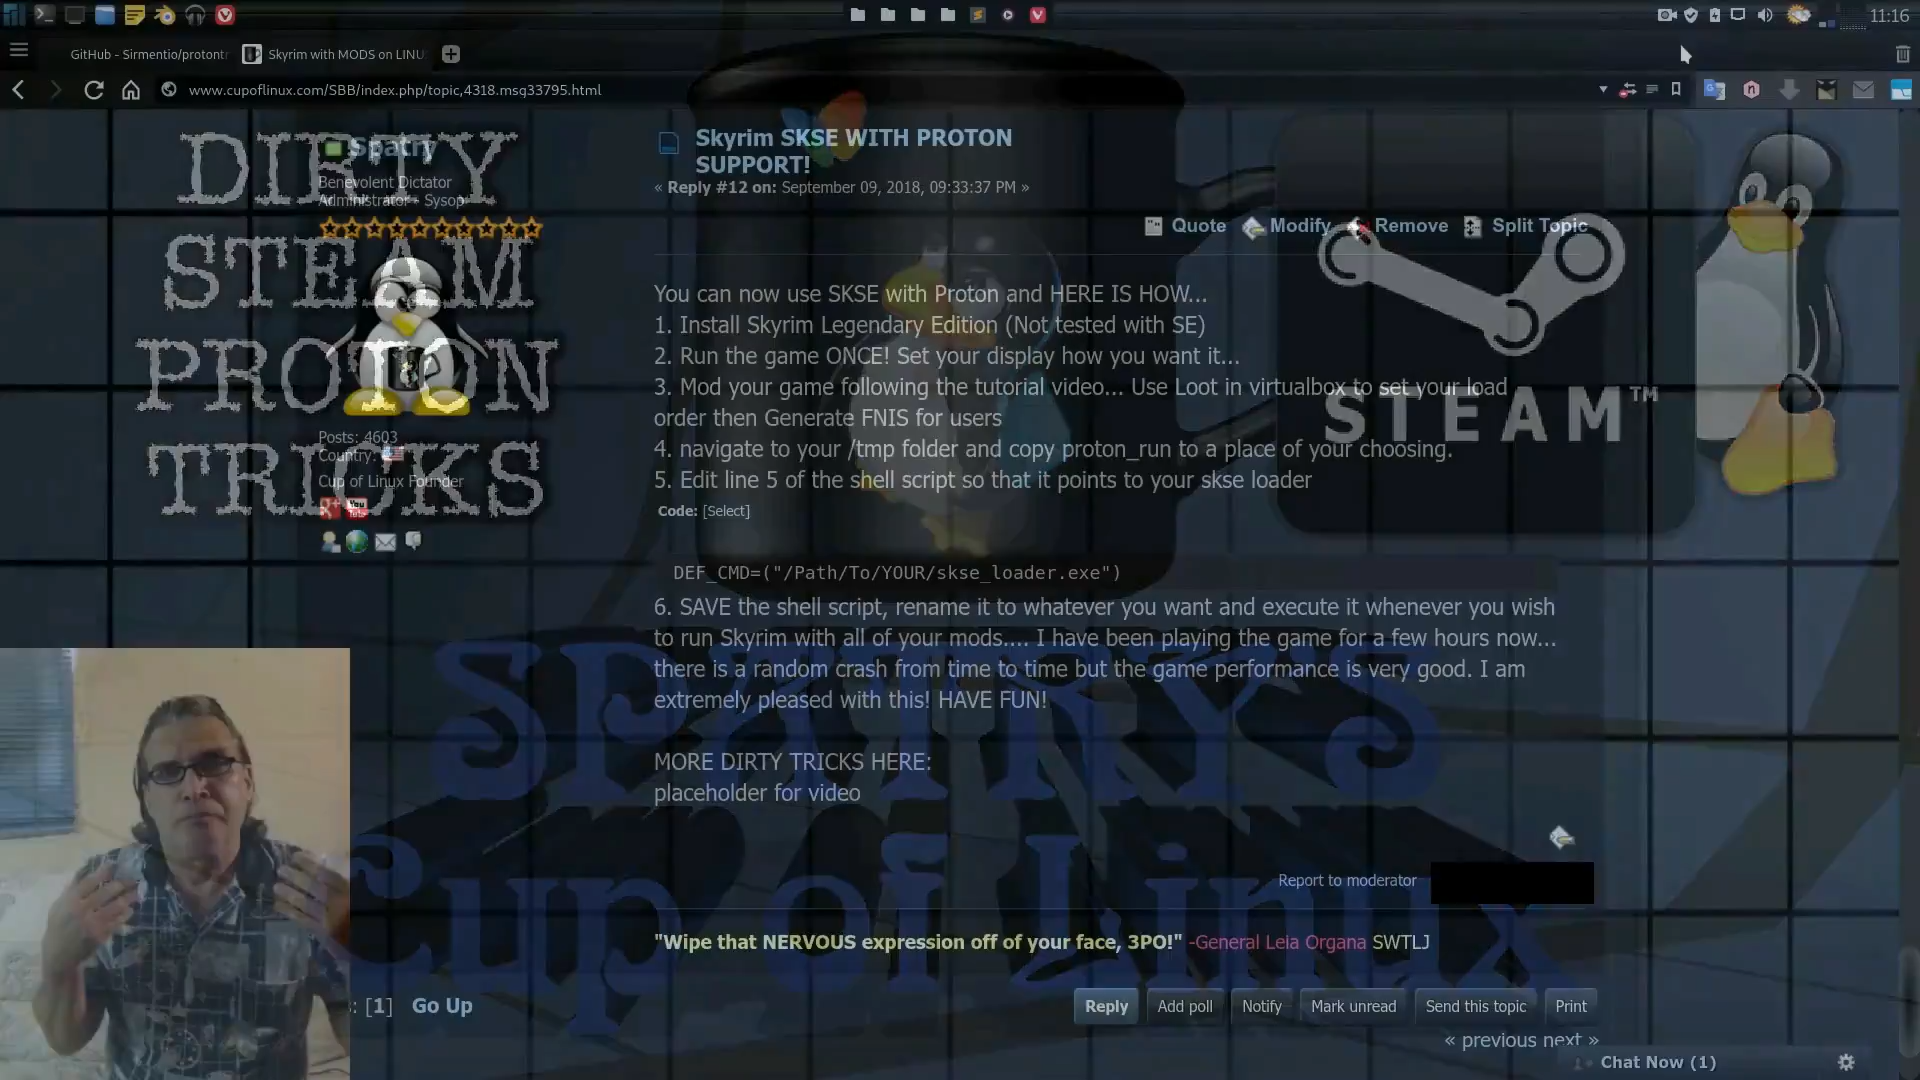 11:16
GitHub - Sirmentio/protontr
Skyrim with MODS on LINU
www.cupoflinux.com/SBB/index.php/topic,4318.msg33795.html
DIRTY
STEAM
PROTON
TRICKS
Spatry
Benevolent Dictator
Administrator - Sysop
Posts: 4603
Country:
Cup of Linux Founder
Skyrim SKSE WITH PROTON
SUPPORT!
« Reply #12 on: September 09, 2018, 09:33:37 PM »
Quote Modify Remove Split Topic
You can now use SKSE with Proton and HERE IS HOW...
1. Install Skyrim Legendary Edition (Not tested with SE)
2. Run the game ONCE! Set your display how you want it...
3. Mod your game following the tutorial video... Use Loot in virtualbox to set your load
order then Generate FNIS for users
4. navigate to your /tmp folder and copy proton_run to a place of your choosing.
5. Edit line 5 of the shell script so that it points to your skse loader
Code: [Select]
DEF_CMD=("/Path/To/YOUR/skse_loader.exe")
6. SAVE the shell script, rename it to whatever you want and execute it whenever you wish
to run Skyrim with all of your mods.... I have been playing the game for a few hours now...
there is a random crash from time to time but the game performance is very good. I am
extremely pleased with this! HAVE FUN!
MORE DIRTY TRICKS HERE:
placeholder for video
STEAM™
SPATRY'S
Cup of Linux
Report to moderator
"Wipe that NERVOUS expression off of your face, 3PO!" -General Leia Organa SWTLJ
: [1] Go Up
Reply Add poll Notify Mark unread Send this topic Print
« previous next »
Chat Now (1)